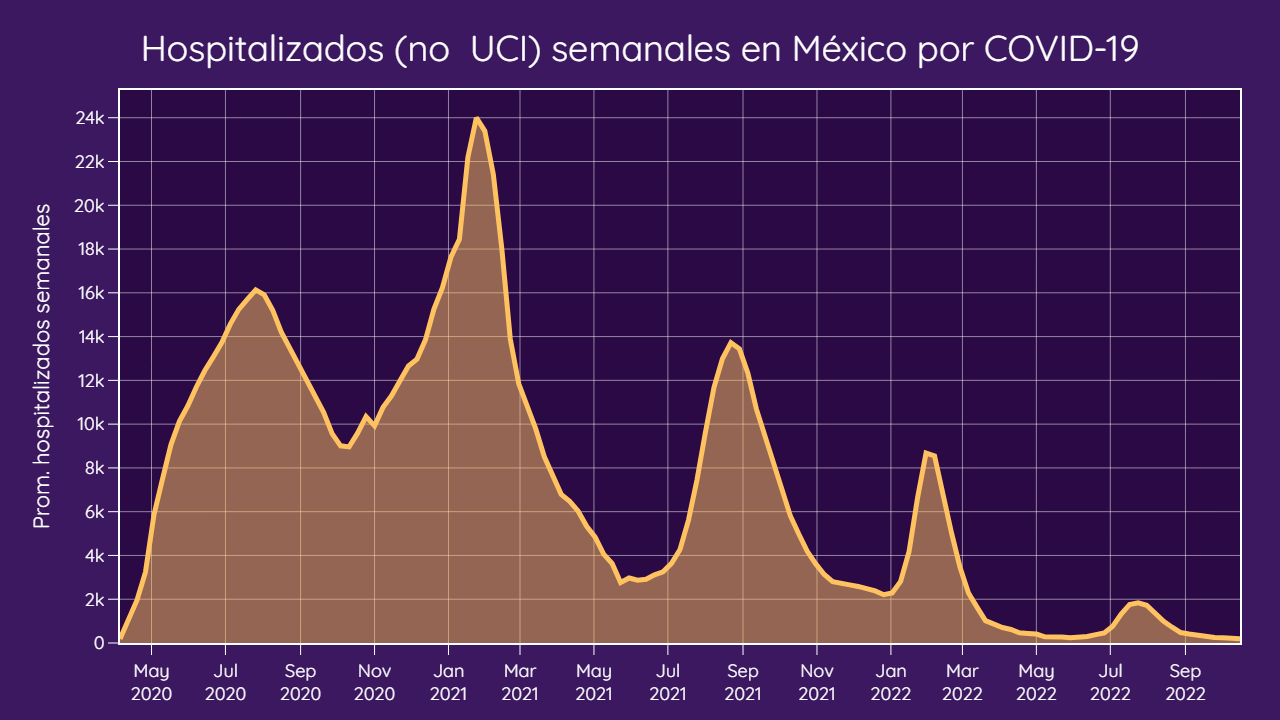 Hospitalizados (no  UCI) semanales en México por COVID-19
Prom. hospitalizados semanales
24k
22k
20k
18k
16k
14k
12k
10k
8k
6k
4k
2k
0
May Jul Sep Nov Jan Mar May Jul Sep Nov Jan Mar May Jul Sep
2020 2020 2020 2020 2021 2021 2021 2021 2021 2021 2022 2022 2022 2022 2022